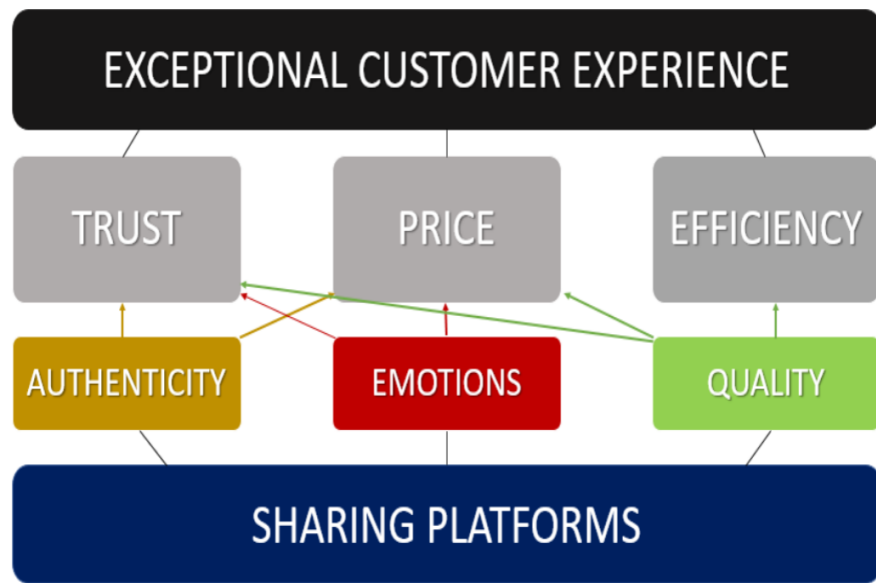 EXCEPTIONAL CUSTOMER EXPERIENCE
TRUST
PRICE
EFFICIENCY
AUTHENTICITY
EMOTIONS
QUALITY
SHARING PLATFORMS